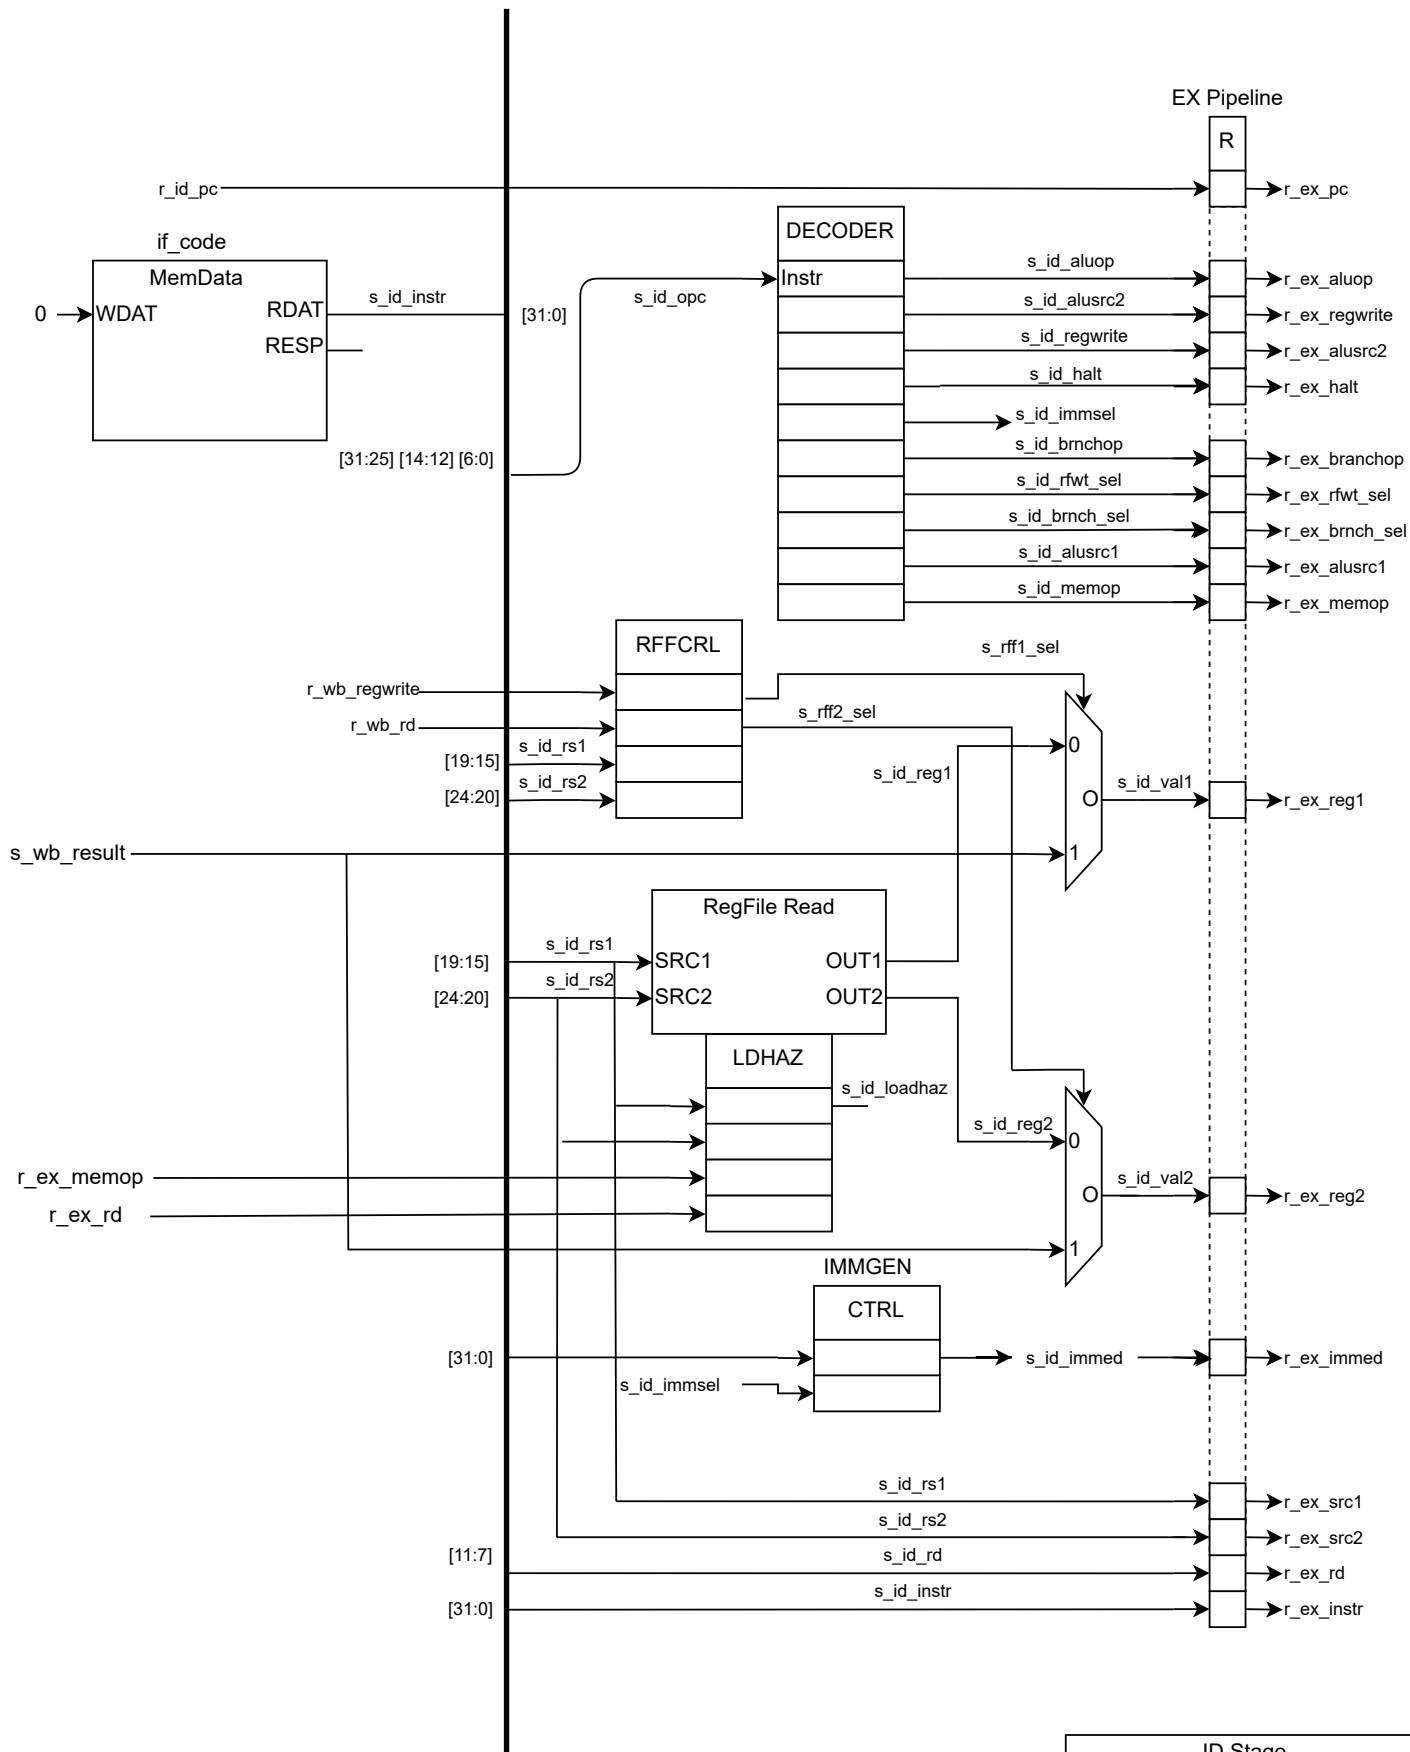 EX Pipeline
R
r_id_pc
r_ex_pc
if_code
MemData
0
WDAT
RDAT
RESP
s_id_instr
[31:0]
[31:25] [14:12] [6:0]
s_id_opc
DECODER
Instr
s_id_aluop
r_ex_aluop
s_id_alusrc2
r_ex_regwrite
s_id_regwrite
r_ex_alusrc2
s_id_halt
r_ex_halt
s_id_immsel
s_id_brnchop
r_ex_branchop
s_id_rfwt_sel
r_ex_rfwt_sel
s_id_brnch_sel
r_ex_brnch_sel
s_id_alusrc1
r_ex_alusrc1
s_id_memop
r_ex_memop
RFFCRL
s_rff1_sel
r_wb_regwrite
s_rff2_sel
r_wb_rd
[19:15]
s_id_rs1
[24:20]
s_id_rs2
s_id_reg1
0
O
1
s_id_val1
r_ex_reg1
s_wb_result
RegFile Read
[19:15]
s_id_rs1
SRC1
OUT1
[24:20]
s_id_rs2
SRC2
OUT2
LDHAZ
s_id_loadhaz
s_id_reg2
0
O
1
s_id_val2
r_ex_reg2
r_ex_memop
r_ex_rd
IMMGEN
CTRL
[31:0]
s_id_immed
r_ex_immed
s_id_immsel
s_id_rs1
r_ex_src1
s_id_rs2
r_ex_src2
[11:7]
s_id_rd
r_ex_rd
s_id_instr
[31:0]
r_ex_instr
ID Stage